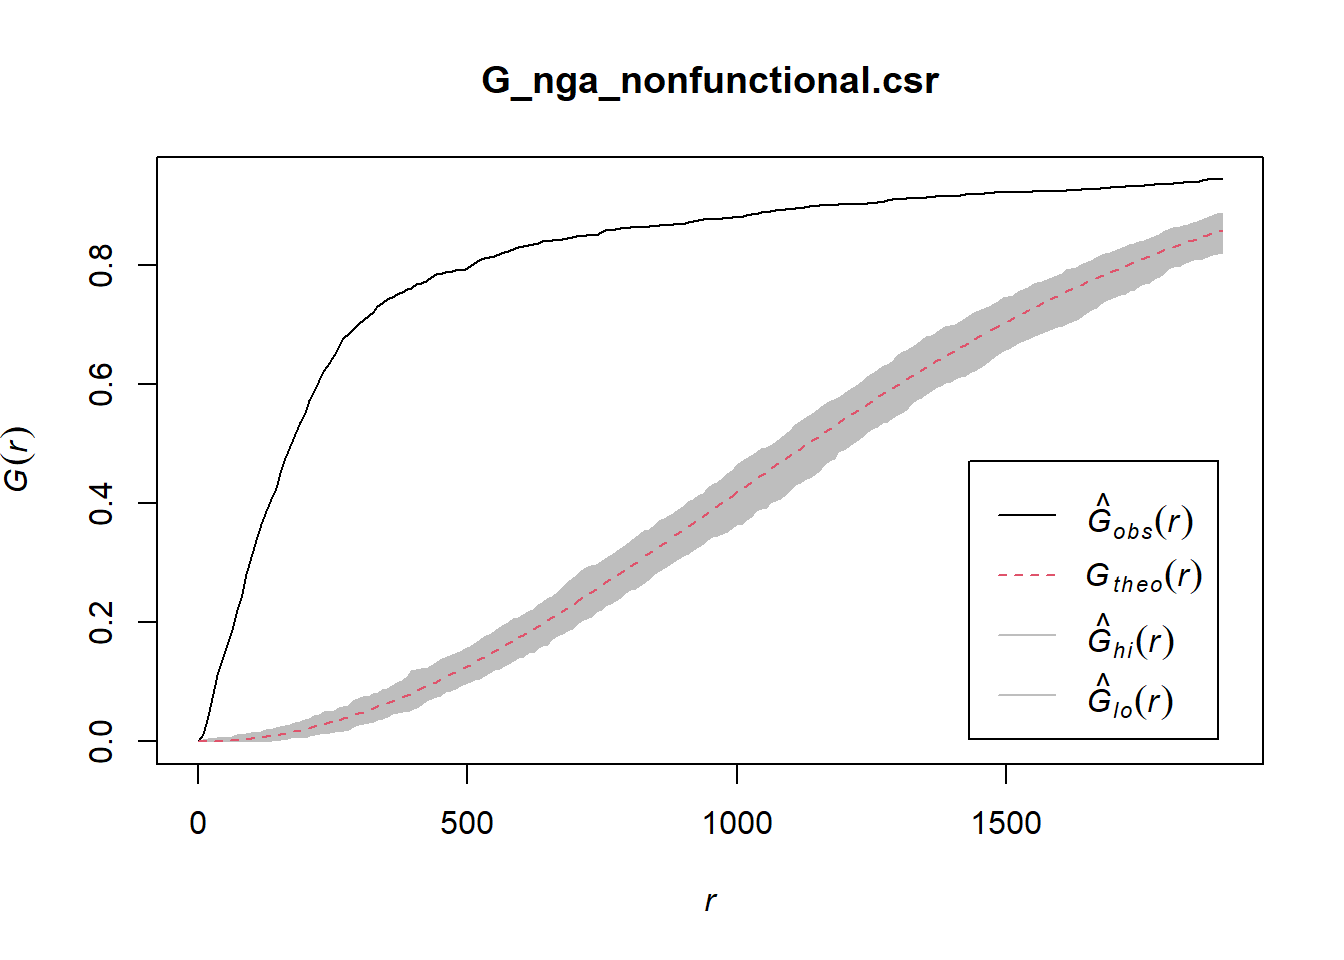 G_nga_nonfunctional.csr
G(r)
0.8
0.6
0.4
0.2
0.0
Ĝobs(r)
Gtheo(r)
Ĝhi(r)
Ĝlo(r)
0 500 1000 1500
r